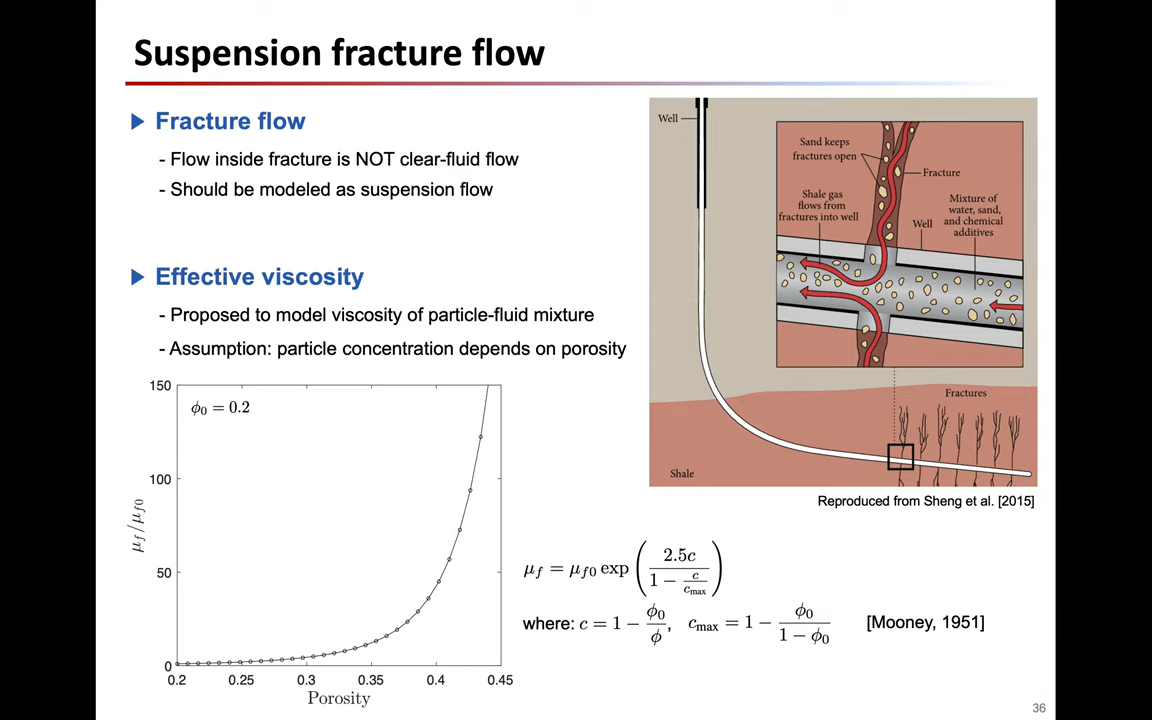 Suspension fracture flow
Fracture flow
- Flow inside fracture is NOT clear-fluid flow
- Should be modeled as suspension flow
Effective viscosity
- Proposed to model viscosity of particle-fluid mixture
- Assumption: particle concentration depends on porosity
150
100
50
0
μ_f/μ_f0
ϕ₀ = 0.2
0.2 0.25 0.3 0.35 0.4 0.45
Porosity
Well
Sand keeps
fractures open
Fracture
Shale gas
flows from
fractures into well
Well
Mixture of
water, sand,
and chemical
additives
Fractures
Shale
Reproduced from Sheng et al. [2015]
μ_f = μ_f0 exp(2.5c / (1 − c/c_max))
where: c = 1 − ϕ₀/ϕ, c_max = 1 − ϕ₀/(1 − ϕ₀) [Mooney, 1951]
36